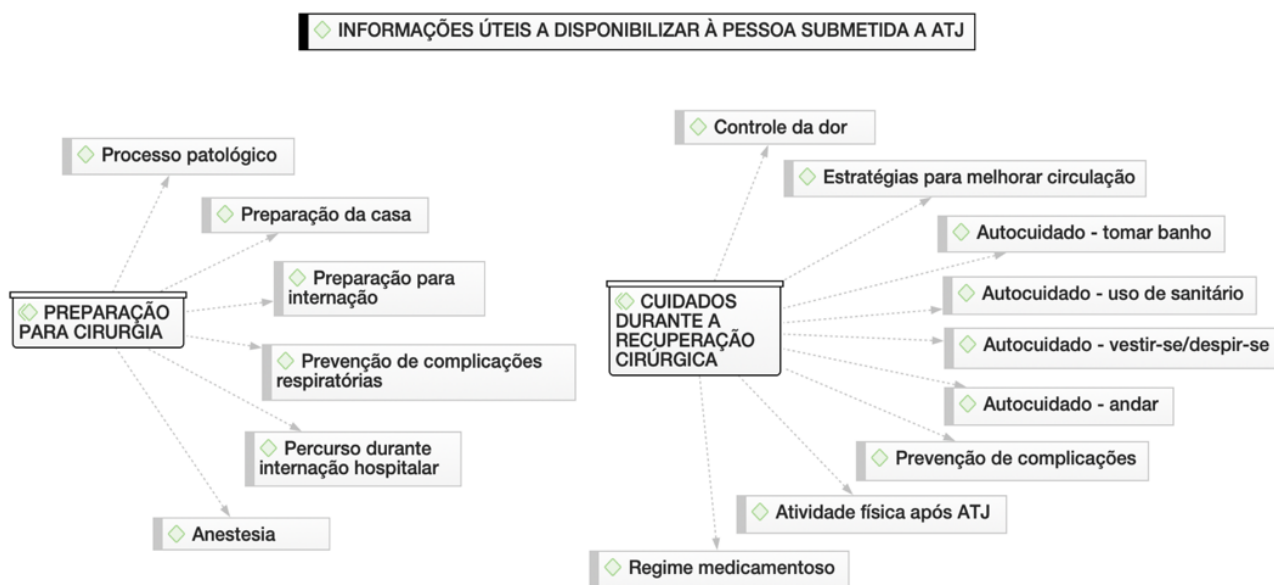 INFORMAÇÕES ÚTEIS A DISPONIBILIZAR À PESSOA SUBMETIDA A ATJ
Processo patológico
Preparação da casa
Preparação para
internação
PREPARAÇÃO
PARA CIRURGIA
Prevenção de complicações
respiratórias
Percurso durante
internação hospitalar
Anestesia
Controle da dor
Estratégias para melhorar circulação
Autocuidado - tomar banho
Autocuidado - uso de sanitário
CUIDADOS
DURANTE A
RECUPERAÇÃO
CIRÚRGICA
Autocuidado - vestir-se/despir-se
Autocuidado - andar
Prevenção de complicações
Atividade física após ATJ
Regime medicamentoso